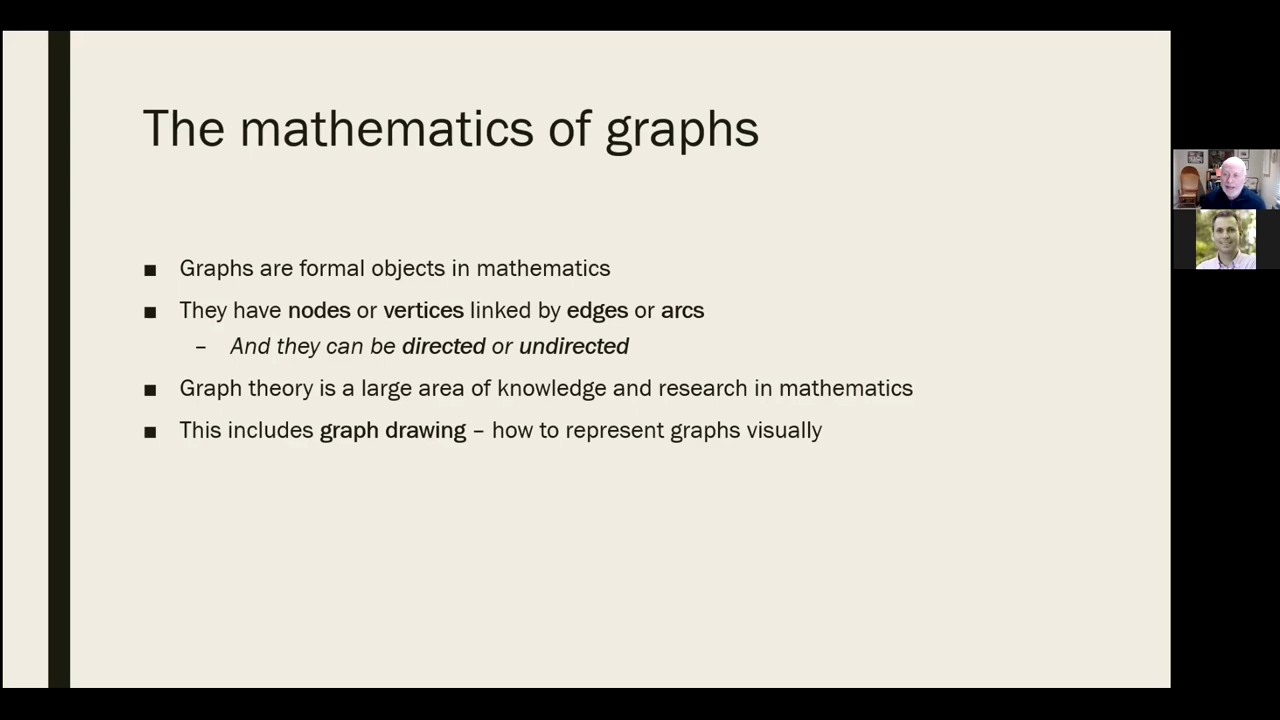 The mathematics of graphs
■ Graphs are formal objects in mathematics
■ They have nodes or vertices linked by edges or arcs
– And they can be directed or undirected
■ Graph theory is a large area of knowledge and research in mathematics
■ This includes graph drawing – how to represent graphs visually